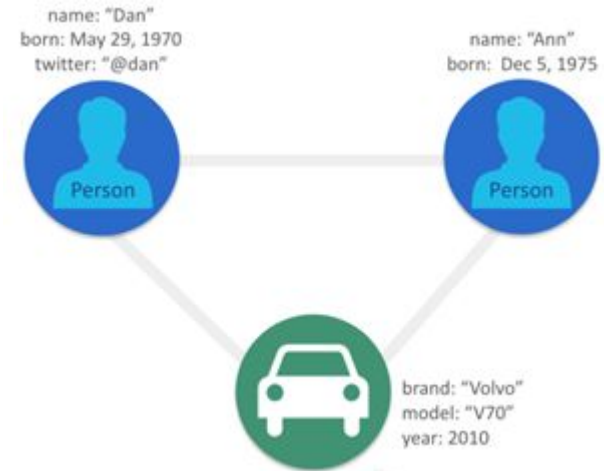 name: “Dan”
born: May 29, 1970
twitter: “@dan”
name: “Ann”
born:  Dec 5, 1975
Person
Person
brand: “Volvo”
model: “V70”
year: 2010